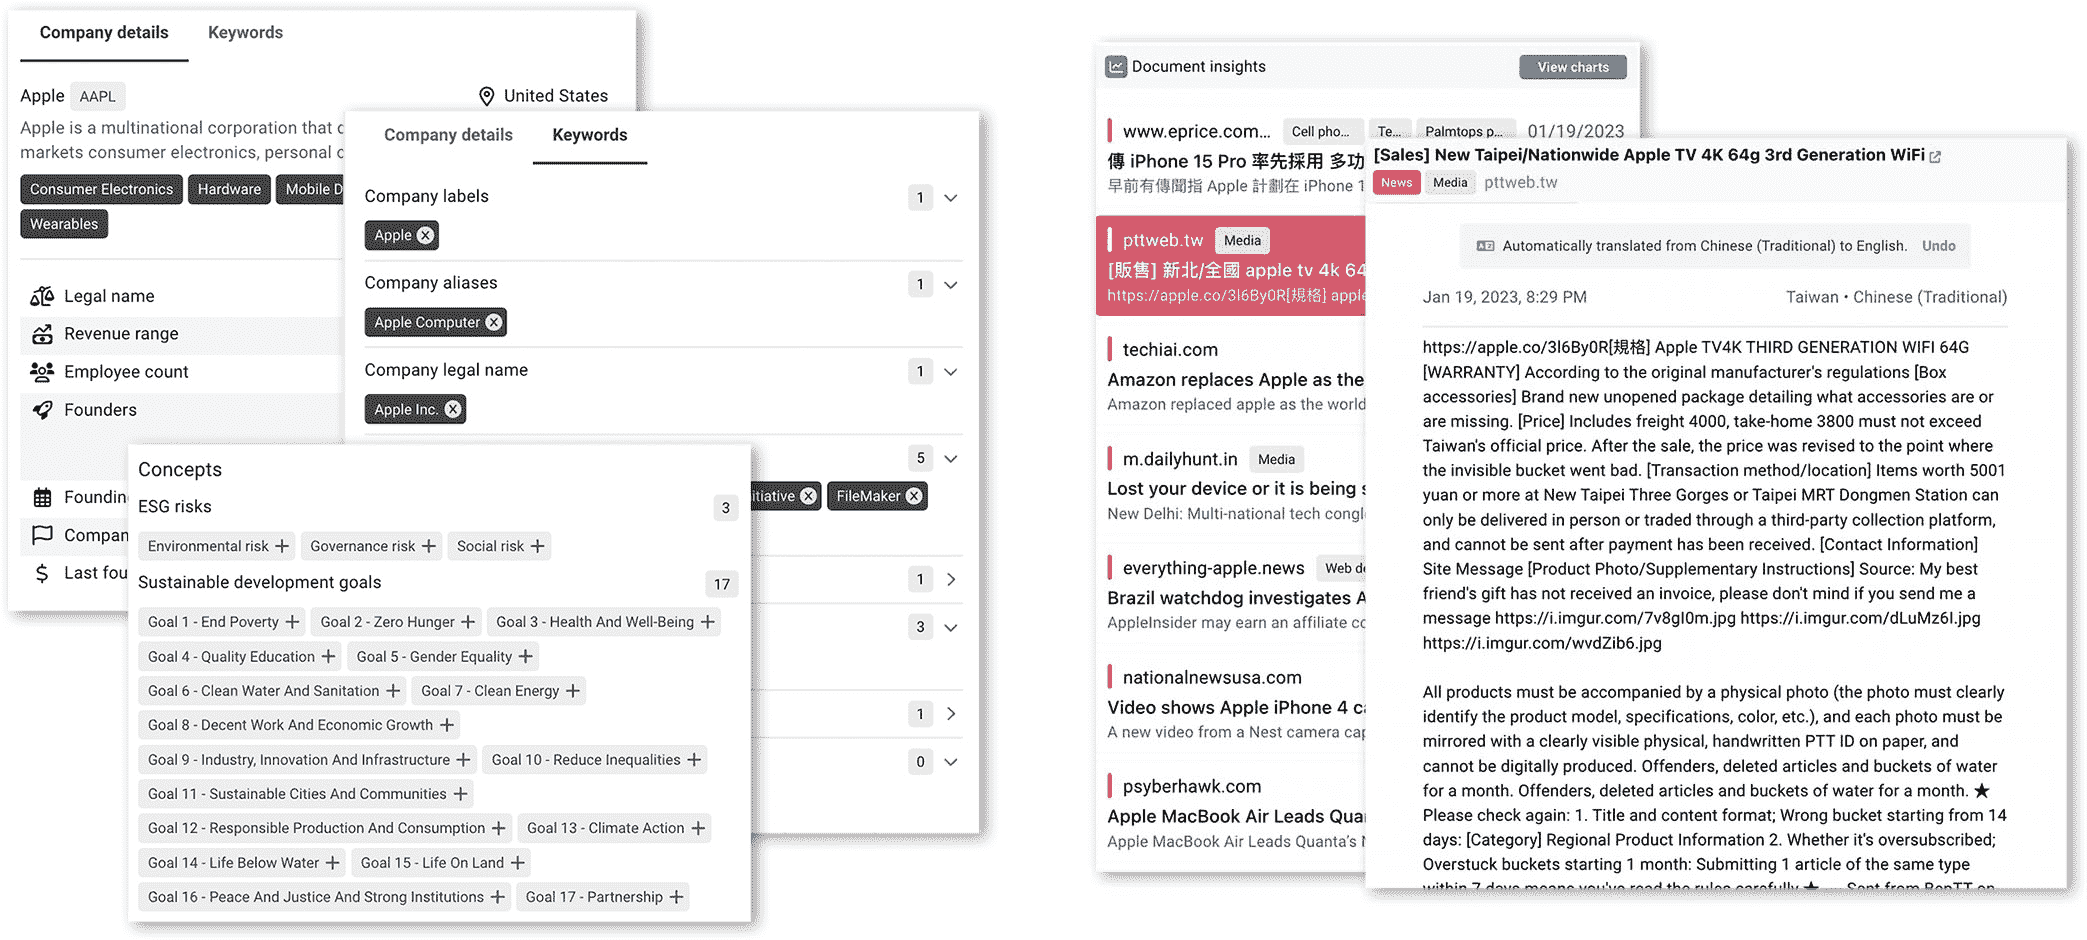 Company details Keywords
Apple AAPL United States
Apple is a multinational corporation that
markets consumer electronics, personal
Consumer Electronics Hardware Mobile
Wearables
Legal name
Revenue range
Employee count
Founders
Last
Company details Keywords
Company labels 1
Apple
Company aliases 1
Apple Computer
Company legal name 1
Apple Inc.
5
FileMaker
1
3
1
0
Concepts
ESG risks 3
Environmental risk + Governance risk + Social risk +
Sustainable development goals 17
Goal 1 - End Poverty + Goal 2 - Zero Hunger + Goal 3 - Health And Well-Being +
Goal 4 - Quality Education + Goal 5 - Gender Equality +
Goal 6 - Clean Water And Sanitation + Goal 7 - Clean Energy +
Goal 8 - Decent Work And Economic Growth +
Goal 9 - Industry, Innovation And Infrastructure + Goal 10 - Reduce Inequalities +
Goal 11 - Sustainable Cities And Communities +
Goal 12 - Responsible Production And Consumption + Goal 13 - Climate Action +
Goal 14 - Life Below Water + Goal 15 - Life On Land +
Goal 16 - Peace And Justice And Strong Institutions + Goal 17 - Partnership +
Document insights View charts
www.eprice.com... Cell pho... Te... Palmtops p... 01/19/2023
傳 iPhone 15 Pro 率先採用 多功
早前有傳聞指 Apple 計劃在 iPhone 1
pttweb.tw Media
[販售] 新北/全國 apple tv 4k 64
https://apple.co/3l6By0R[規格] apple
techiai.com
Amazon replaces Apple as the
Amazon replaced apple as the world
m.dailyhunt.in Media
Lost your device or it is being s
New Delhi: Multi-national tech congl
everything-apple.news Web de
Brazil watchdog investigates A
AppleInsider may earn an affiliate co
nationalnewsusa.com
Video shows Apple iPhone 4 ca
A new video from a Nest camera cap
psyberhawk.com
Apple MacBook Air Leads Quan
Apple MacBook Air Leads Quanta's
[Sales] New Taipei/Nationwide Apple TV 4K 64g 3rd Generation WiFi
News Media pttweb.tw
Automatically translated from Chinese (Traditional) to English. Undo
Jan 19, 2023, 8:29 PM Taiwan • Chinese (Traditional)
https://apple.co/3l6By0R[規格] Apple TV4K THIRD GENERATION WIFI 64G
[WARRANTY] According to the original manufacturer's regulations [Box
accessories] Brand new unopened package detailing what accessories are or
are missing. [Price] Includes freight 4000, take-home 3800 must not exceed
Taiwan's official price. After the sale, the price was revised to the point where
the invisible bucket went bad. [Transaction method/location] Items worth 5001
yuan or more at New Taipei Three Gorges or Taipei MRT Dongmen Station can
only be delivered in person or traded through a third-party collection platform,
and cannot be sent after payment has been received. [Contact Information]
Site Message [Product Photo/Supplementary Instructions] Source: My best
friend's gift has not received an invoice, please don't mind if you send me a
message https://i.imgur.com/7v8gI0m.jpg https://i.imgur.com/dLuMz6I.jpg
https://i.imgur.com/wvdZib6.jpg
All products must be accompanied by a physical photo (the photo must clearly
identify the product model, specifications, color, etc.), and each photo must be
mirrored with a clearly visible physical, handwritten PTT ID on paper, and
cannot be digitally produced. Offenders, deleted articles and buckets of water
for a month. Offenders, deleted articles and buckets of water for a month. ★
Please check again: 1. Title and content format; Wrong bucket starting from 14
days: [Category] Regional Product Information 2. Whether it's oversubscribed;
Overstuck buckets starting 1 month: Submitting 1 article of the same type
within 7 days means you've read the rules carefully ★ Sent from BePTT on